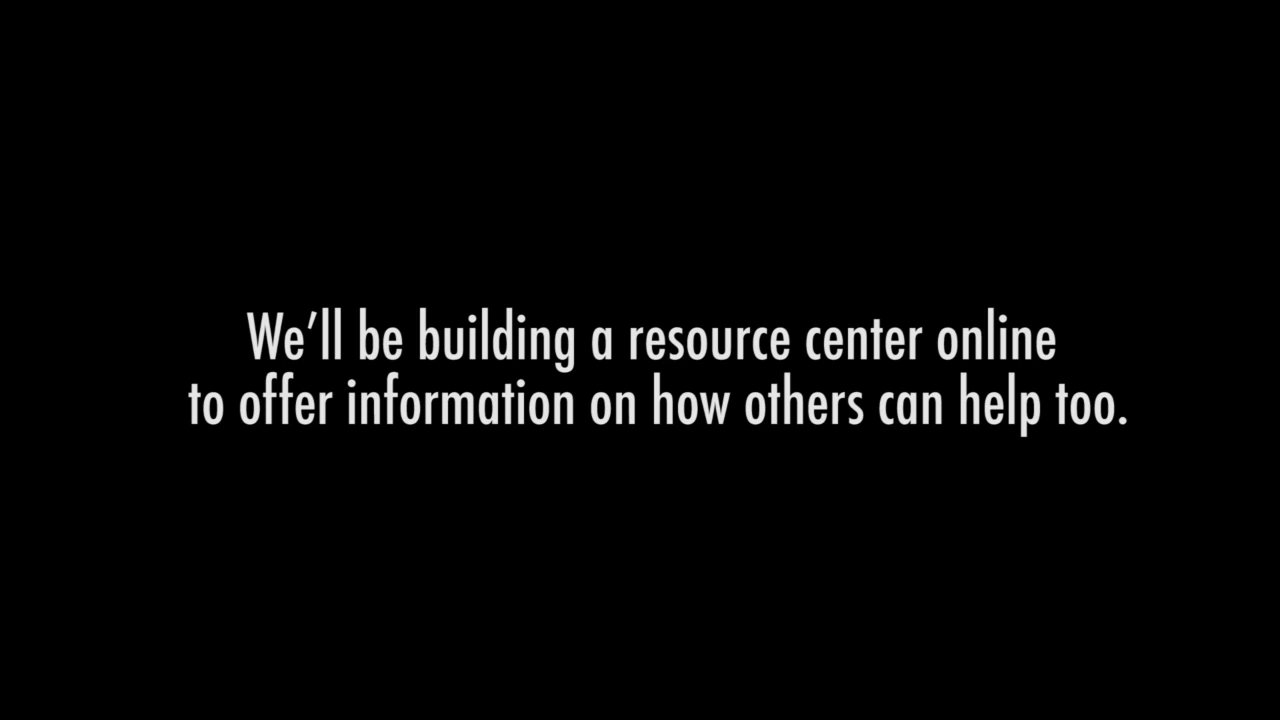 We’ll be building a resource center online
to offer information on how others can help too.